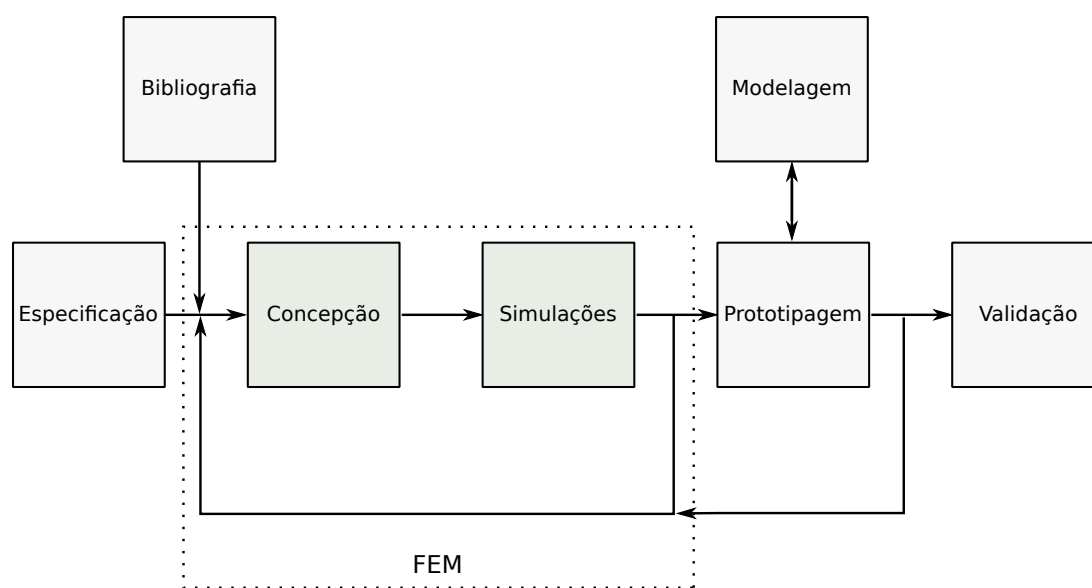 Bibliografia
Modelagem
Especificação
Concepção
Simulações
Prototipagem
Validação
FEM